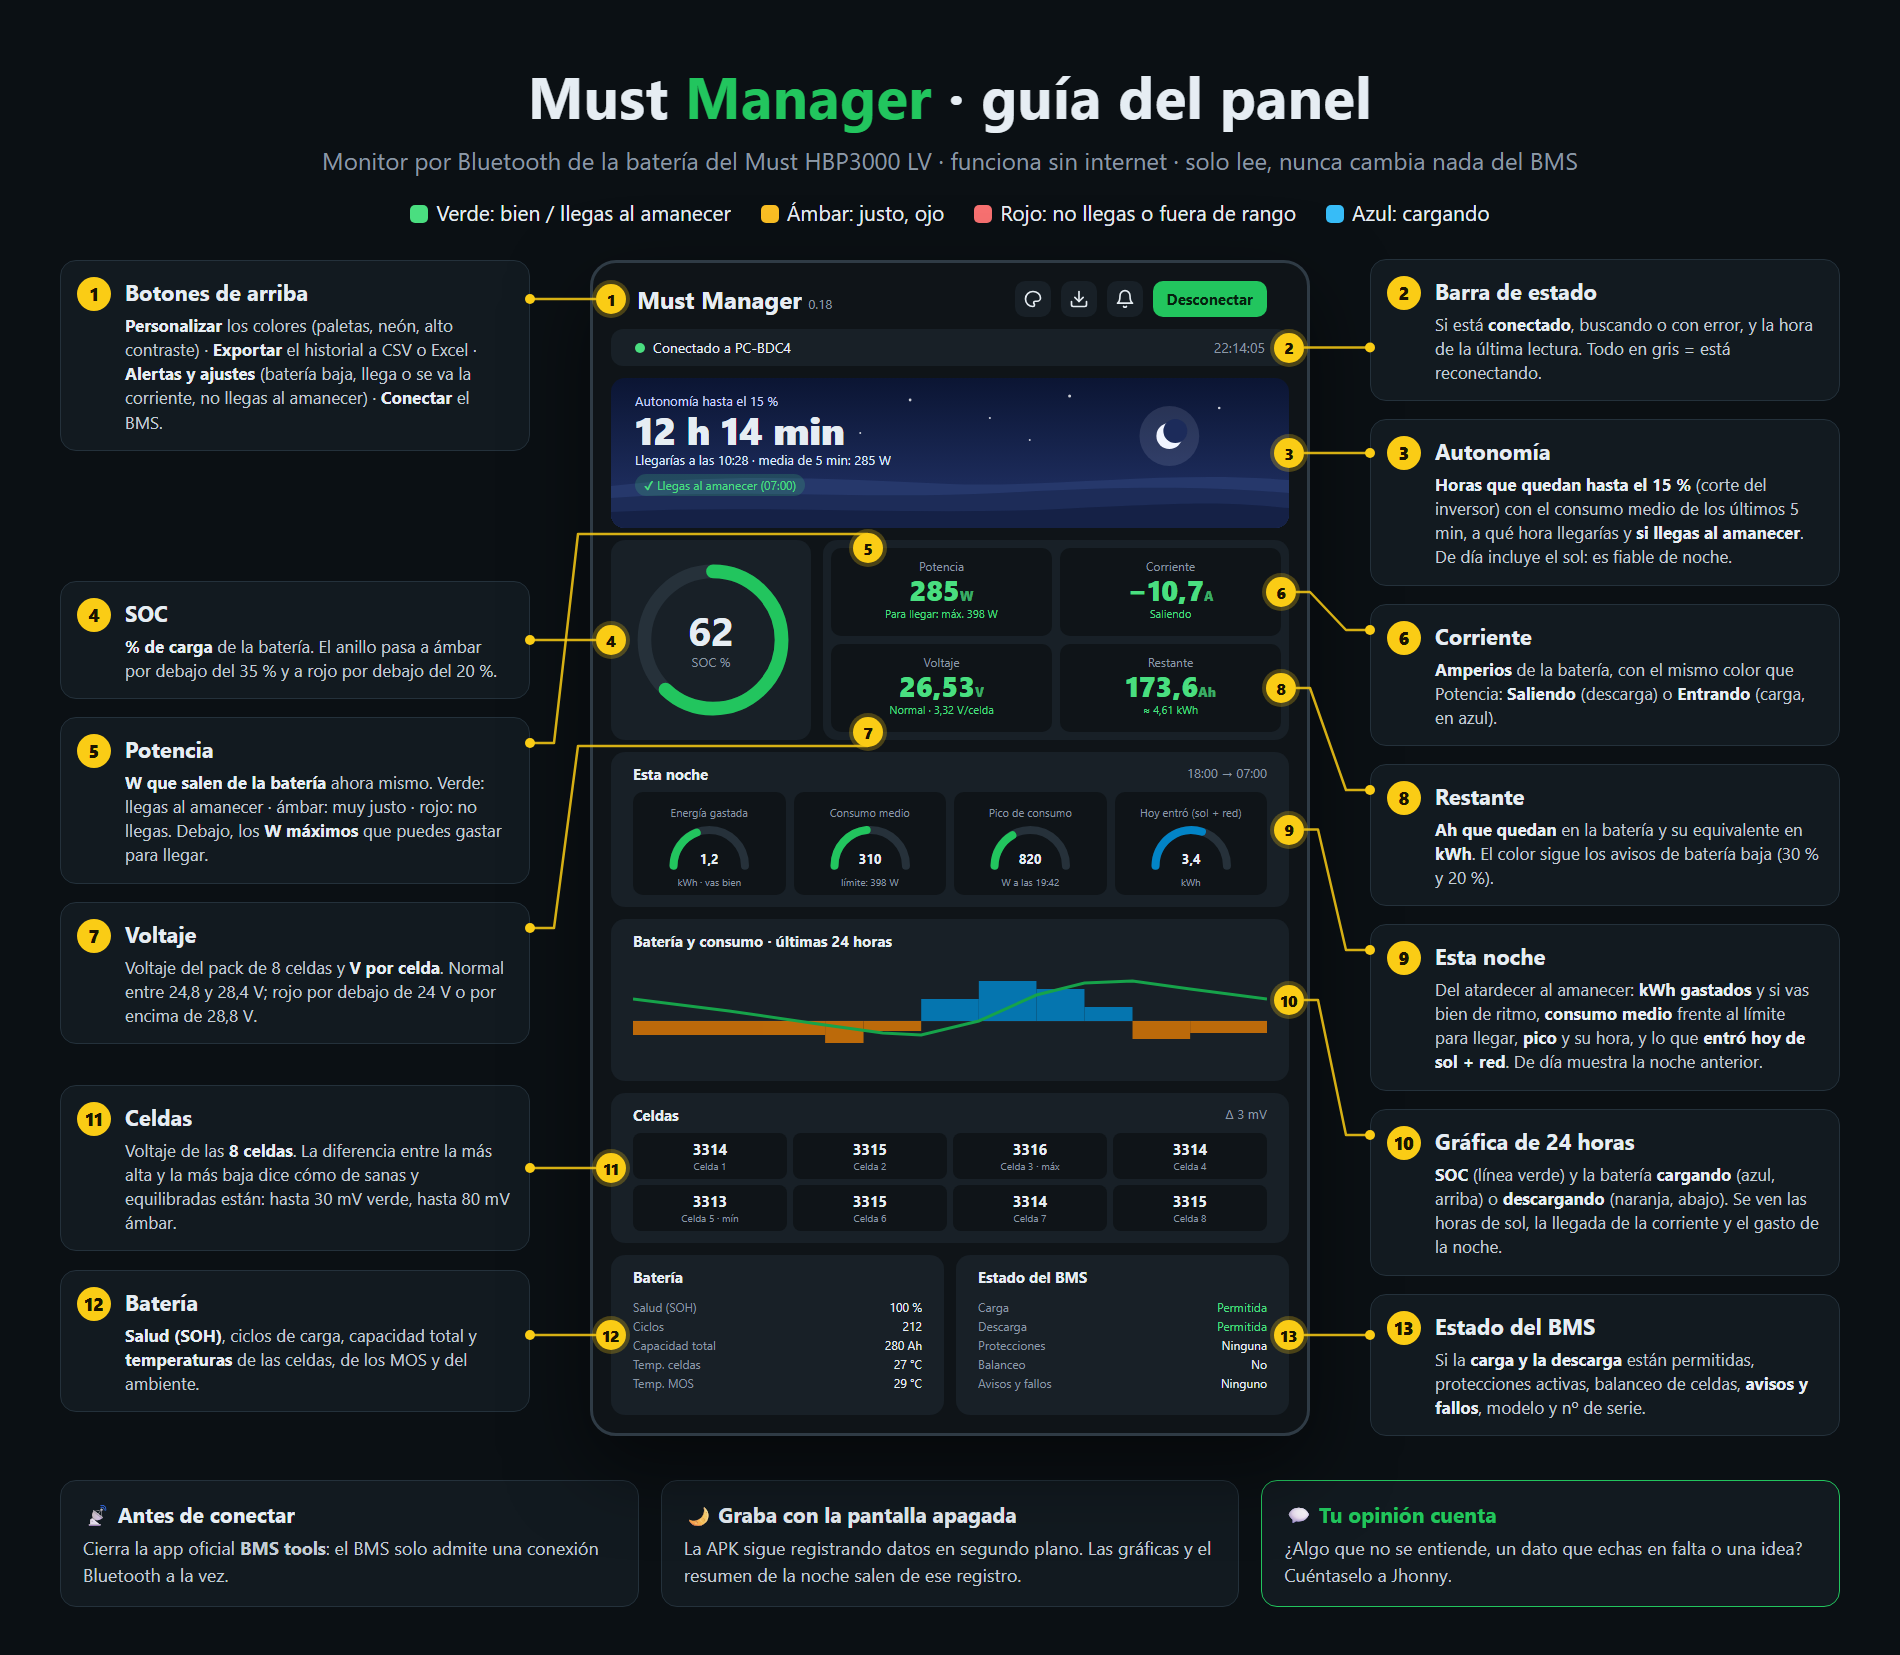 Must Manager · guía del panel
Monitor por Bluetooth de la batería del Must HBP3000 LV · funciona sin internet · solo lee, nunca cambia nada del BMS
Verde: bien / llegas al amanecer
Ámbar: justo, ojo
Rojo: no llegas o fuera de rango
Azul: cargando
1 Botones de arriba
Personalizar los colores (paletas, neón, alto
contraste) · Exportar el historial a CSV o Excel ·
Alertas y ajustes (batería baja, llega o se va la
corriente, no llegas al amanecer) · Conectar el
BMS.
4 SOC
% de carga de la batería. El anillo pasa a ámbar
por debajo del 35 % y a rojo por debajo del 20 %.
5 Potencia
W que salen de la batería ahora mismo. Verde:
llegas al amanecer · ámbar: muy justo · rojo: no
llegas. Debajo, los W máximos que puedes gastar
para llegar.
7 Voltaje
Voltaje del pack de 8 celdas y V por celda. Normal
entre 24,8 y 28,4 V; rojo por debajo de 24 V o por
encima de 28,8 V.
11 Celdas
Voltaje de las 8 celdas. La diferencia entre la más
alta y la más baja dice cómo de sanas y
equilibradas están: hasta 30 mV verde, hasta 80 mV
ámbar.
12 Batería
Salud (SOH), ciclos de carga, capacidad total y
temperaturas de las celdas, de los MOS y del
ambiente.
1 Must Manager 0.18
Desconectar
Conectado a PC-BDC4
22:14:05 2
Autonomía hasta el 15 %
12 h 14 min
Llegarías a las 10:28 · media de 5 min: 285 W
✓ Llegas al amanecer (07:00)
3
4
62
SOC %
5
Potencia
285W
Para llegar: máx. 398 W
Corriente
−10,7A
Saliendo
6
Voltaje
26,53V
Normal · 3,32 V/celda
7
Restante
173,6Ah
≈ 4,61 kWh
8
Esta noche
18:00 → 07:00
Energía gastada
1,2
kWh · vas bien
Consumo medio
310
límite: 398 W
Pico de consumo
820
W a las 19:42
Hoy entró (sol + red)
3,4
kWh
9
Batería y consumo · últimas 24 horas
10
Celdas
Δ 3 mV
11
3314
Celda 1
3315
Celda 2
3316
Celda 3 · máx
3314
Celda 4
3313
Celda 5 · mín
3315
Celda 6
3314
Celda 7
3315
Celda 8
Batería
Salud (SOH) 100 %
Ciclos 212
12
Capacidad total 280 Ah
Temp. celdas 27 °C
Temp. MOS 29 °C
Estado del BMS
Carga Permitida
Descarga Permitida
13
Protecciones Ninguna
Balanceo No
Avisos y fallos Ninguno
2 Barra de estado
Si está conectado, buscando o con error, y la hora
de la última lectura. Todo en gris = está
reconectando.
3 Autonomía
Horas que quedan hasta el 15 % (corte del
inversor) con el consumo medio de los últimos 5
min, a qué hora llegarías y si llegas al amanecer.
De día incluye el sol: es fiable de noche.
6 Corriente
Amperios de la batería, con el mismo color que
Potencia: Saliendo (descarga) o Entrando (carga,
en azul).
8 Restante
Ah que quedan en la batería y su equivalente en
kWh. El color sigue los avisos de batería baja (30 %
y 20 %).
9 Esta noche
Del atardecer al amanecer: kWh gastados y si vas
bien de ritmo, consumo medio frente al límite
para llegar, pico y su hora, y lo que entró hoy de
sol + red. De día muestra la noche anterior.
10 Gráfica de 24 horas
SOC (línea verde) y la batería cargando (azul,
arriba) o descargando (naranja, abajo). Se ven las
horas de sol, la llegada de la corriente y el gasto de
la noche.
13 Estado del BMS
Si la carga y la descarga están permitidas,
protecciones activas, balanceo de celdas, avisos y
fallos, modelo y nº de serie.
Antes de conectar
Cierra la app oficial BMS tools: el BMS solo admite una conexión
Bluetooth a la vez.
Graba con la pantalla apagada
La APK sigue registrando datos en segundo plano. Las gráficas y el
resumen de la noche salen de ese registro.
Tu opinión cuenta
¿Algo que no se entiende, un dato que echas en falta o una idea?
Cuéntaselo a Jhonny.